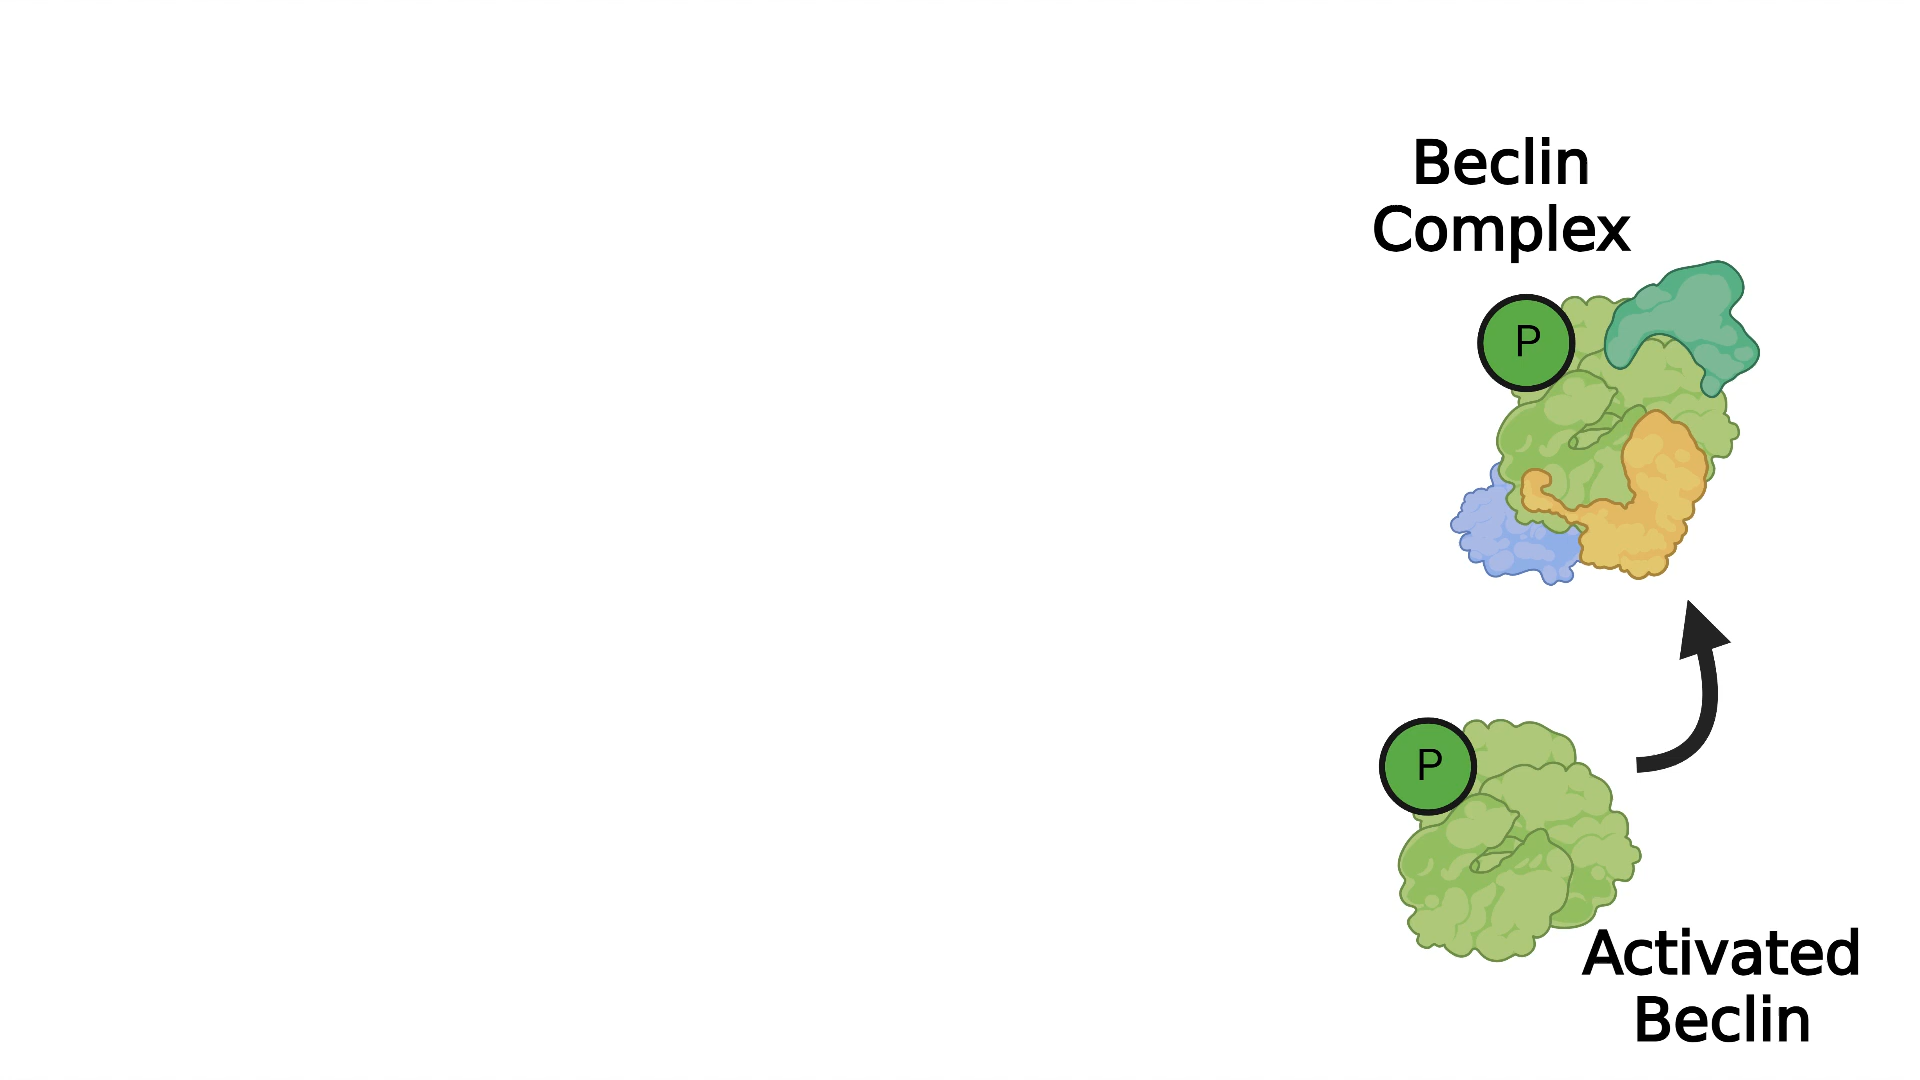 Beclin
Complex
P
P
Activated
Beclin